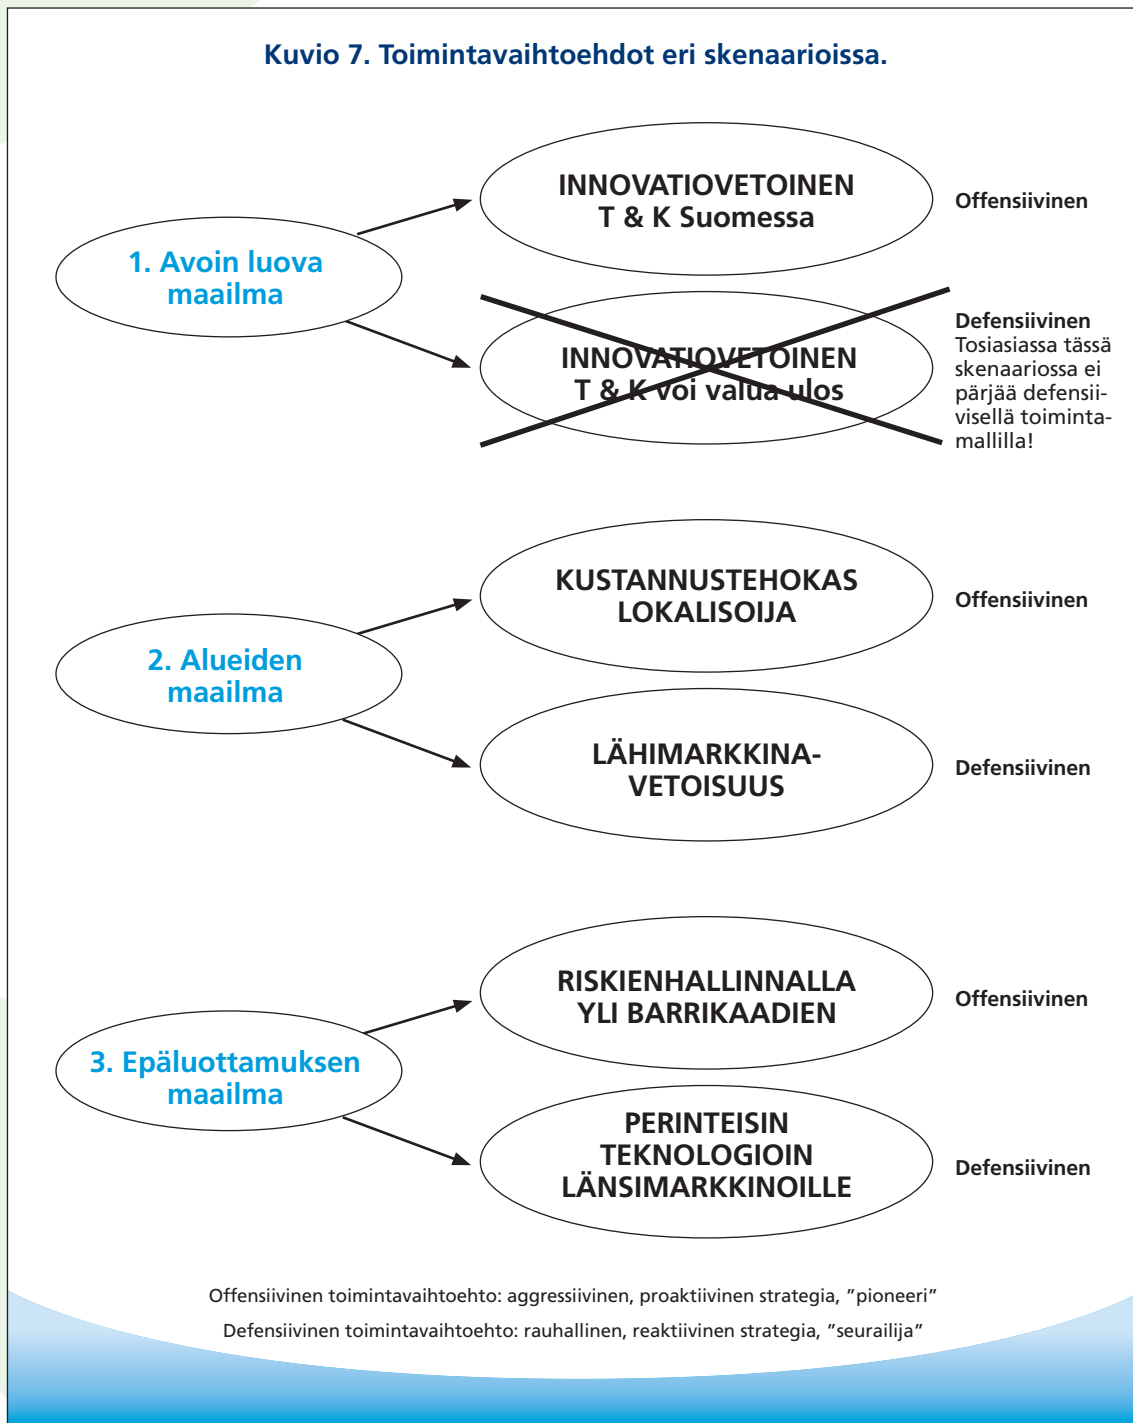 Kuvio 7. Toimintavaihtoehdot eri skenaarioissa.
1. Avoin luova
maailma
INNOVATIOVETOINEN
T & K Suomessa
Offensiivinen
INNOVATIOVETOINEN
T & K voi valua ulos
Defensiivinen
Tosiasiassa tässä
skenaariossa ei
pärjää defensii-
visellä toiminta-
mallilla!
2. Alueiden
maailma
KUSTANNUSTEHOKAS
LOKALISOIJA
Offensiivinen
LÄHIMARKKINA-
VETOISUUS
Defensiivinen
3. Epäluottamuksen
maailma
RISKIENHALLINNALLA
YLI BARRIKAADIEN
Offensiivinen
PERINTEISIN
TEKNOLOGIOIN
LÄNSIMARKKINOILLE
Defensiivinen
Offensiivinen toimintavaihtoehto: aggressiivinen, proaktiivinen strategia, ”pioneeri”
Defensiivinen toimintavaihtoehto: rauhallinen, reaktiivinen strategia, ”seurailija”